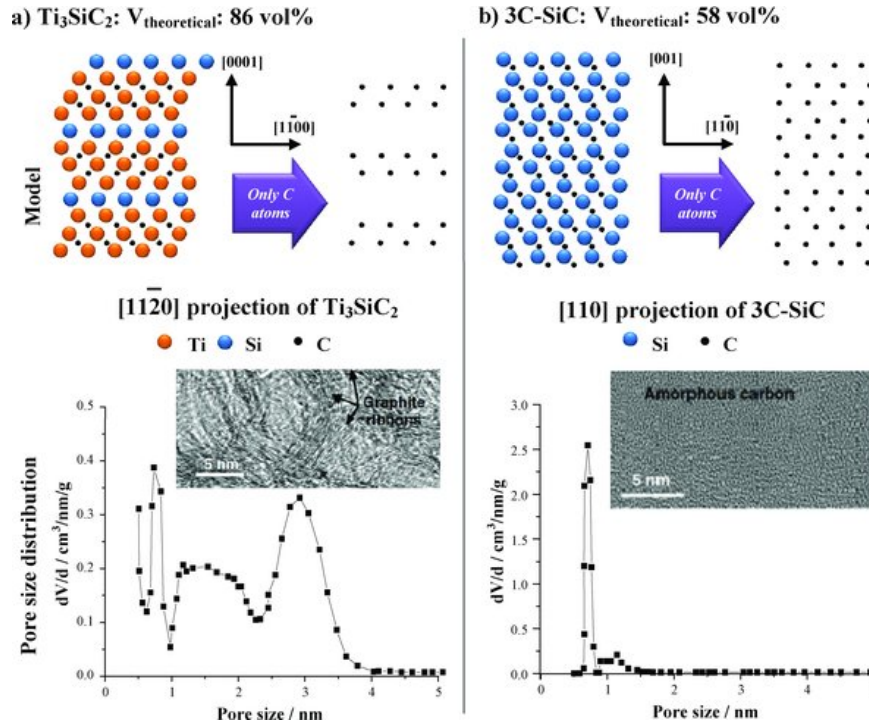 a) Ti₃SiC₂: V_theoretical: 86 vol%
[0001]
[11̄00]
Model
Only C
atoms
[112̄0] projection of Ti₃SiC₂
Ti Si C
Graphite
ribbons
5 nm
Pore size distribution
dV/d / cm³/nm/g
0.5
0.4
0.3
0.2
0.1
0.0
0 1 2 3 4 5
Pore size / nm
b) 3C-SiC: V_theoretical: 58 vol%
[001]
[11̄0]
Only C
atoms
[110] projection of 3C-SiC
Si C
Amorphous carbon
5 nm
dV/d / cm³/nm/g
3.0
2.5
2.0
1.5
1.0
0.5
0.0
0 1 2 3 4 5
Pore size / nm